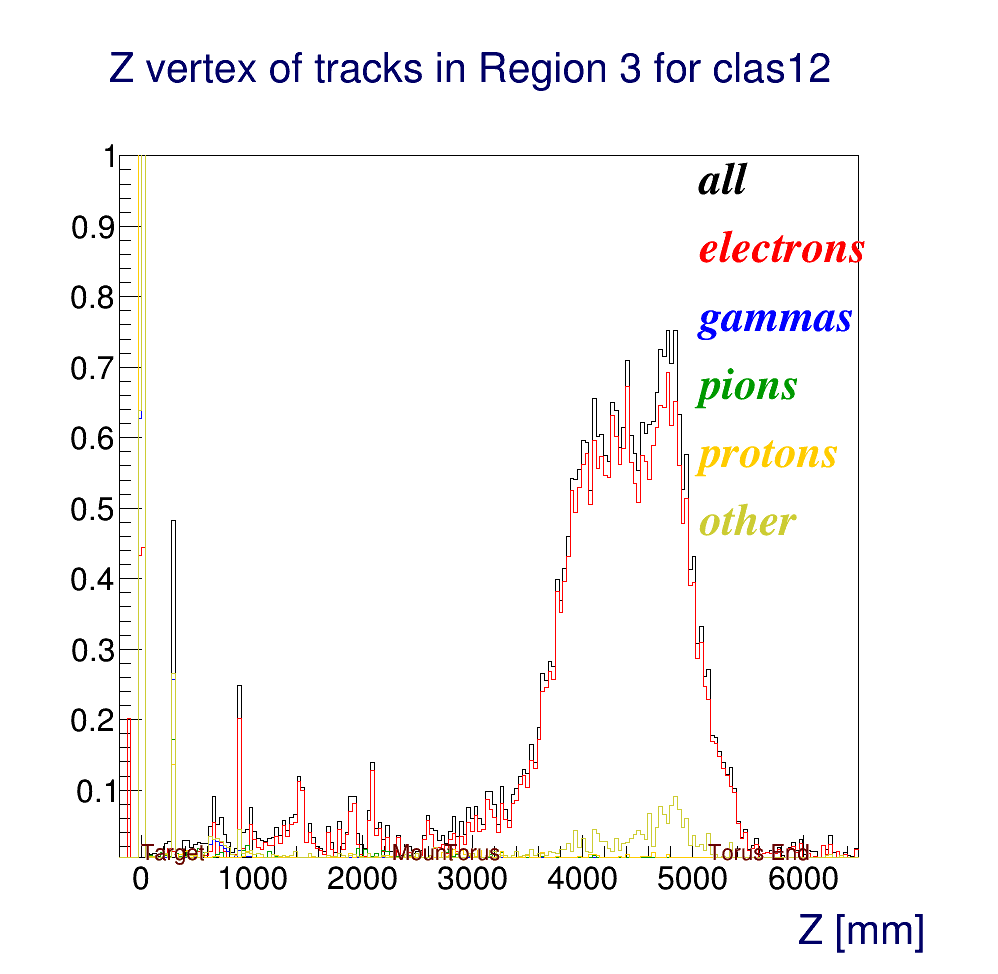 Z vertex of tracks in Region 3 for clas12
1
0.9
0.8
0.7
0.6
0.5
0.4
0.3
0.2
0.1
all
electrons
gammas
pions
protons
other
Target Mount Torus Torus End
0 1000 2000 3000 4000 5000 6000
Z [mm]